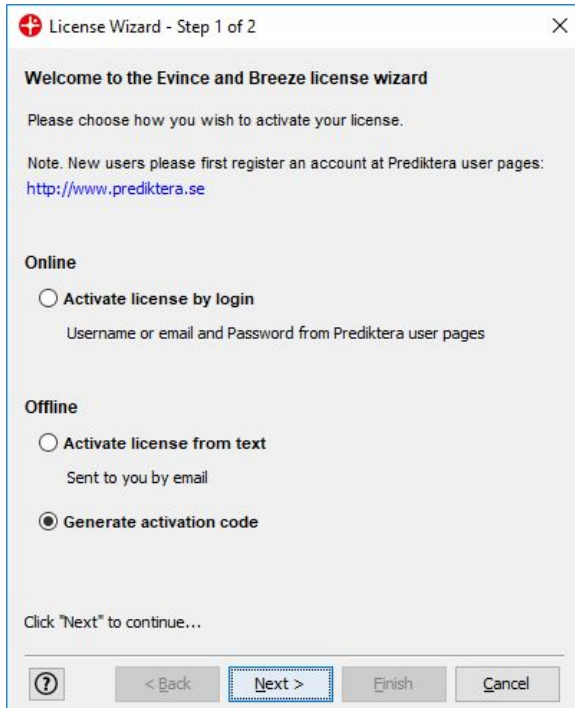 License Wizard - Step 1 of 2
Welcome to the Evince and Breeze license wizard
Please choose how you wish to activate your license.
Note. New users please first register an account at Prediktera user pages:
http://www.prediktera.se
Online
Activate license by login
Username or email and Password from Prediktera user pages
Offline
Activate license from text
Sent to you by email
Generate activation code
Click "Next" to continue...
? < Back Next > Finish Cancel